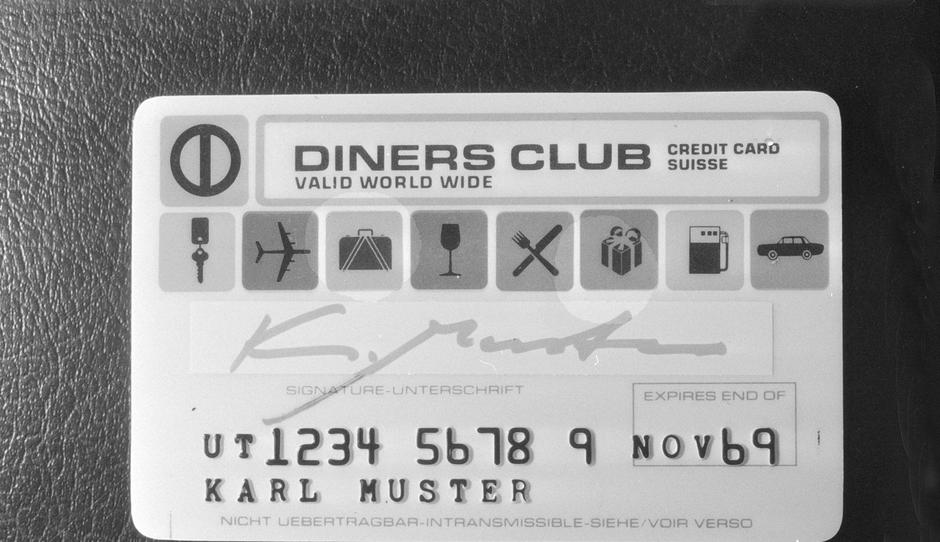 DINERS CLUB CREDIT CARD
VALID WORLD WIDE SUISSE
K. Muster
SIGNATURE-UNTERSCHRIFT
EXPIRES END OF
UT1234 5678 9 NOV69
KARL MUSTER
NICHT UEBERTRAGBAR-INTRANSMISSIBLE-SIEHE/VOIR VERSO